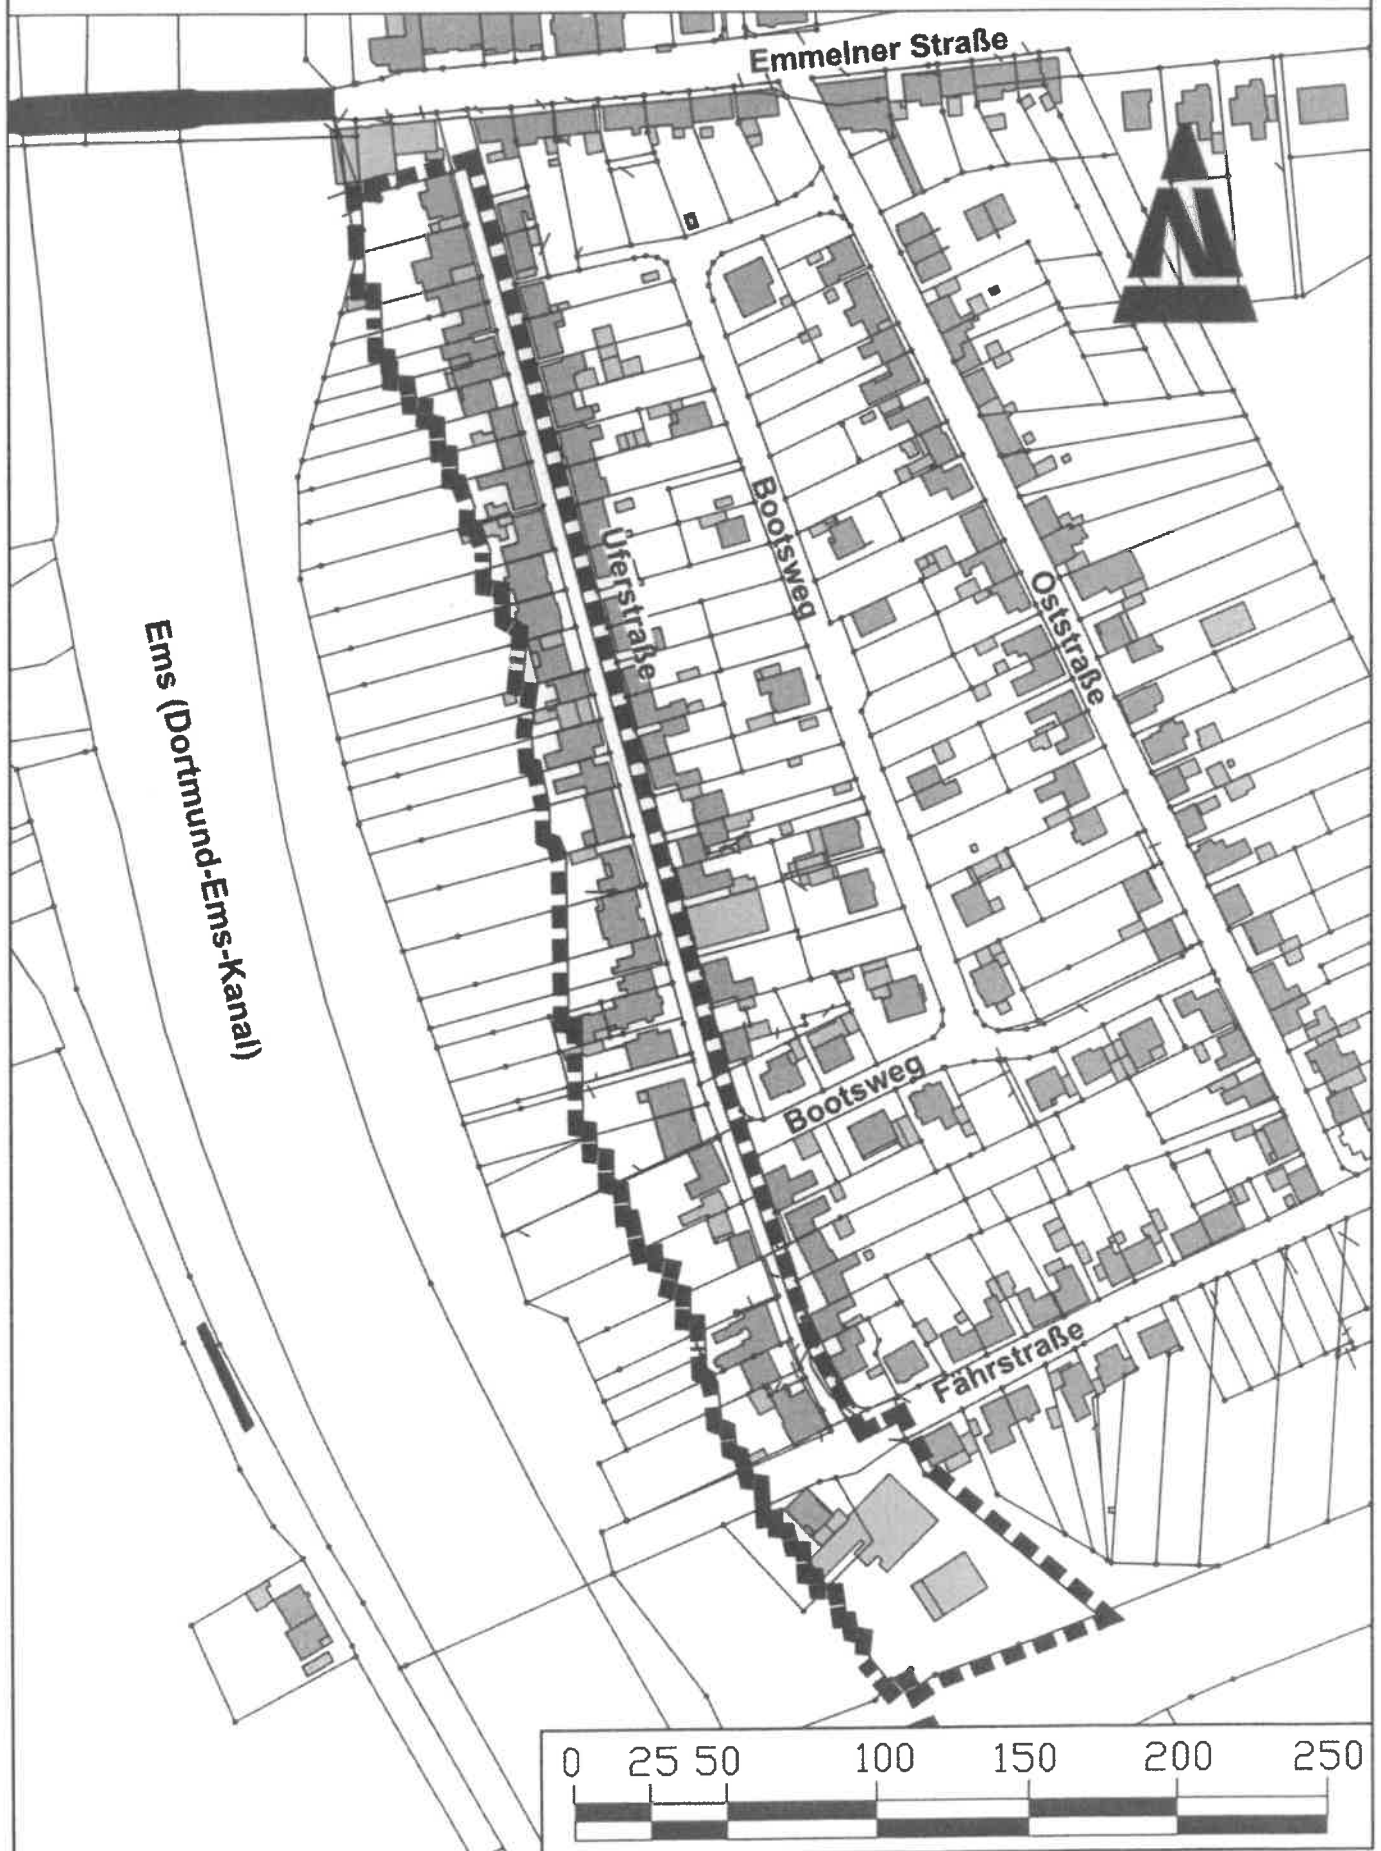 Emmelner Straße
N
Uferstraße
Bootsweg
Oststraße
Ems (Dortmund-Ems-Kanal)
Bootsweg
Fährstraße
0 25 50 100 150 200 250